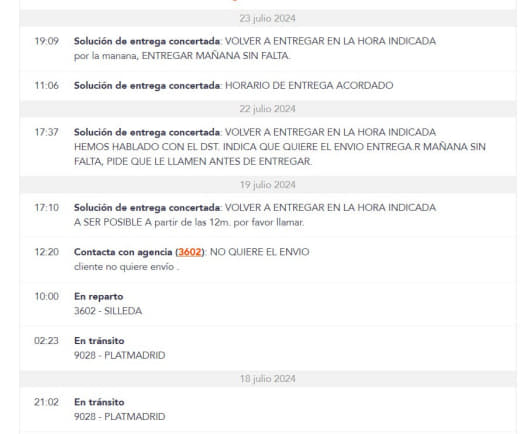 23 julio 2024
19:09 Solución de entrega concertada: VOLVER A ENTREGAR EN LA HORA INDICADA
por la manana, ENTREGAR MAÑANA SIN FALTA.
11:06 Solución de entrega concertada: HORARIO DE ENTREGA ACORDADO
22 julio 2024
17:37 Solución de entrega concertada: VOLVER A ENTREGAR EN LA HORA INDICADA
HEMOS HABLADO CON EL DST. INDICA QUE QUIERE EL ENVIO ENTREGA.R MAÑANA SIN
FALTA, PIDE QUE LE LLAMEN ANTES DE ENTREGAR.
19 julio 2024
17:10 Solución de entrega concertada: VOLVER A ENTREGAR EN LA HORA INDICADA
A SER POSIBLE A partir de las 12m. por favor llamar.
12:20 Contacta con agencia (3602): NO QUIERE EL ENVIO
cliente no quiere envío .
10:00 En reparto
3602 - SILLEDA
02:23 En tránsito
9028 - PLATMADRID
18 julio 2024
21:02 En tránsito
9028 - PLATMADRID